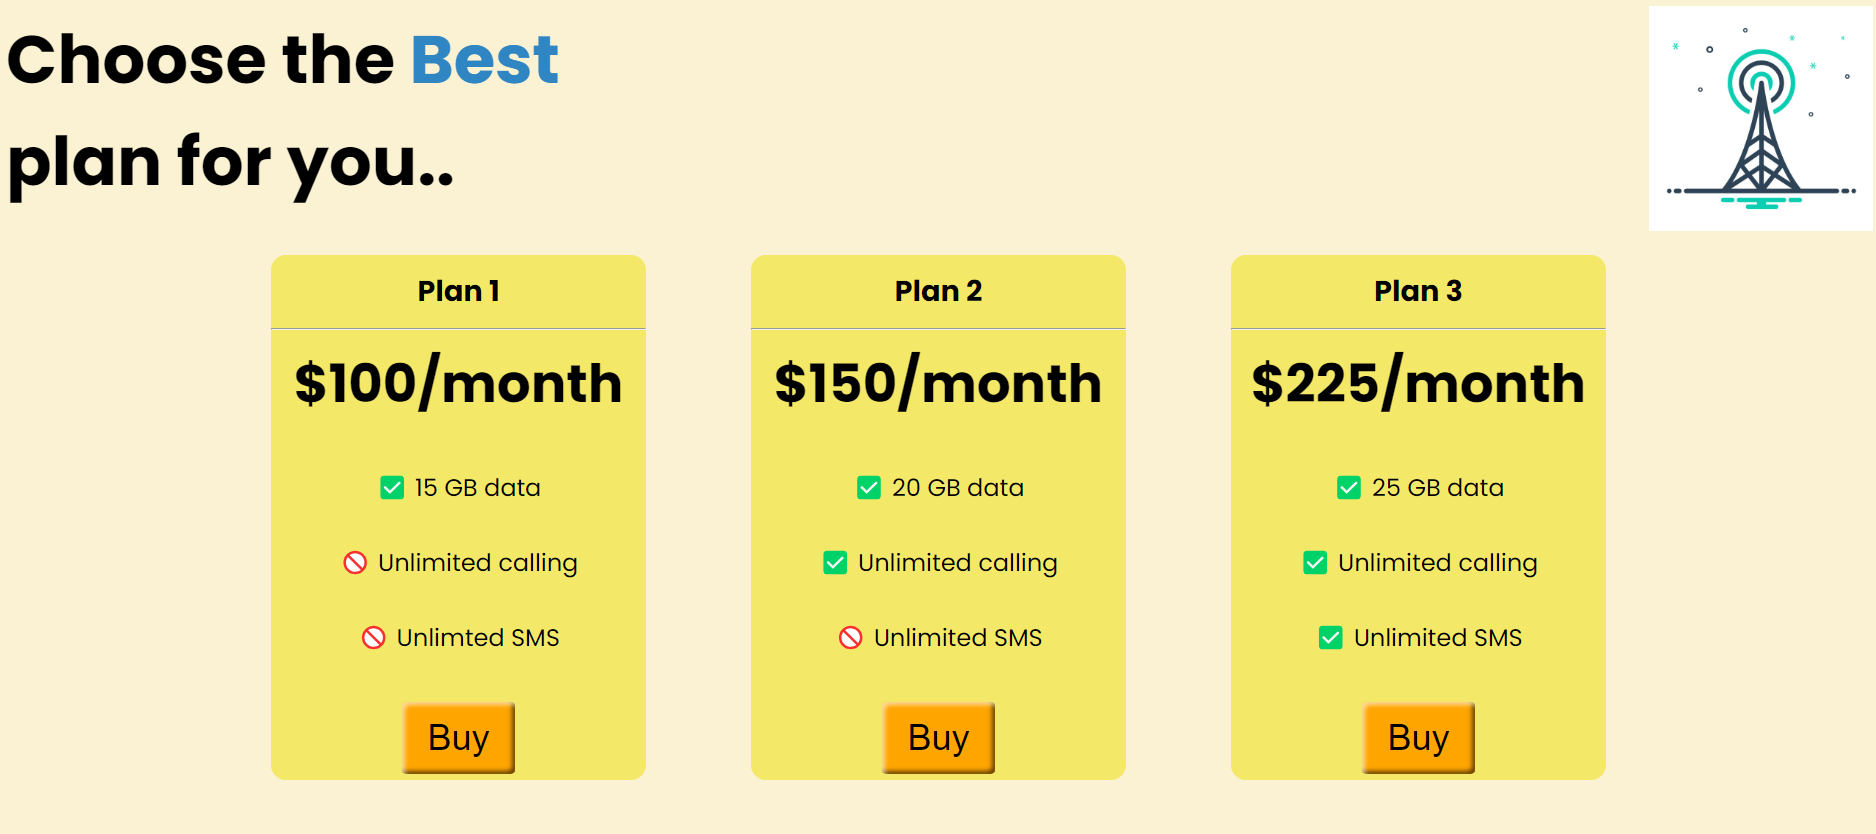 Choose the Best
plan for you..
Plan 1
$100/month
✅ 15 GB data
🚫 Unlimited calling
🚫 Unlimted SMS
Buy
Plan 2
$150/month
✅ 20 GB data
✅ Unlimited calling
🚫 Unlimited SMS
Buy
Plan 3
$225/month
✅ 25 GB data
✅ Unlimited calling
✅ Unlimited SMS
Buy